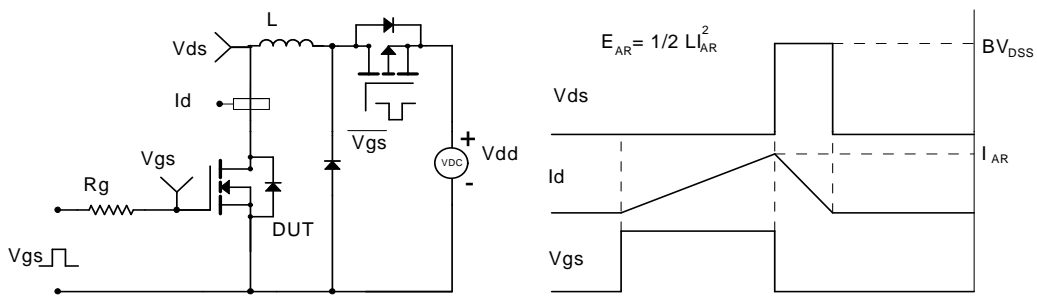 L
Vds
Id
Vgs
Vgs
Rg
DUT
Vgs
+
VDC
-
Vdd
E_AR = 1/2 LI_AR^2
BV_DSS
Vds
I_AR
Id
Vgs